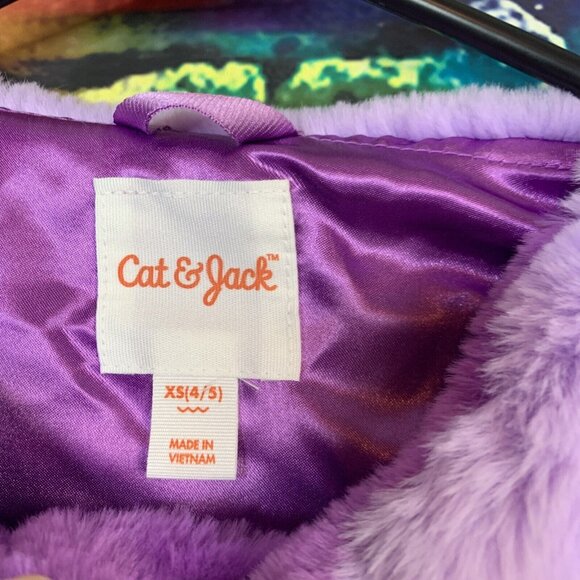 Cat & Jack™
XS(4/5)
MADE IN
VIETNAM